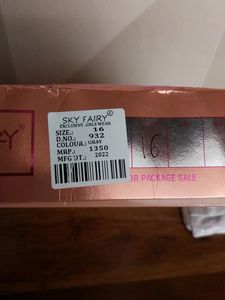 SKY FAIRY®
EXCLUSIVE GIRLS WEAR
SIZE.: 16
D.NO: 932
COLOUR.: GRAY
MRP.: 1350
MFG DT.: 2022
16
OR PACKAGE SALE